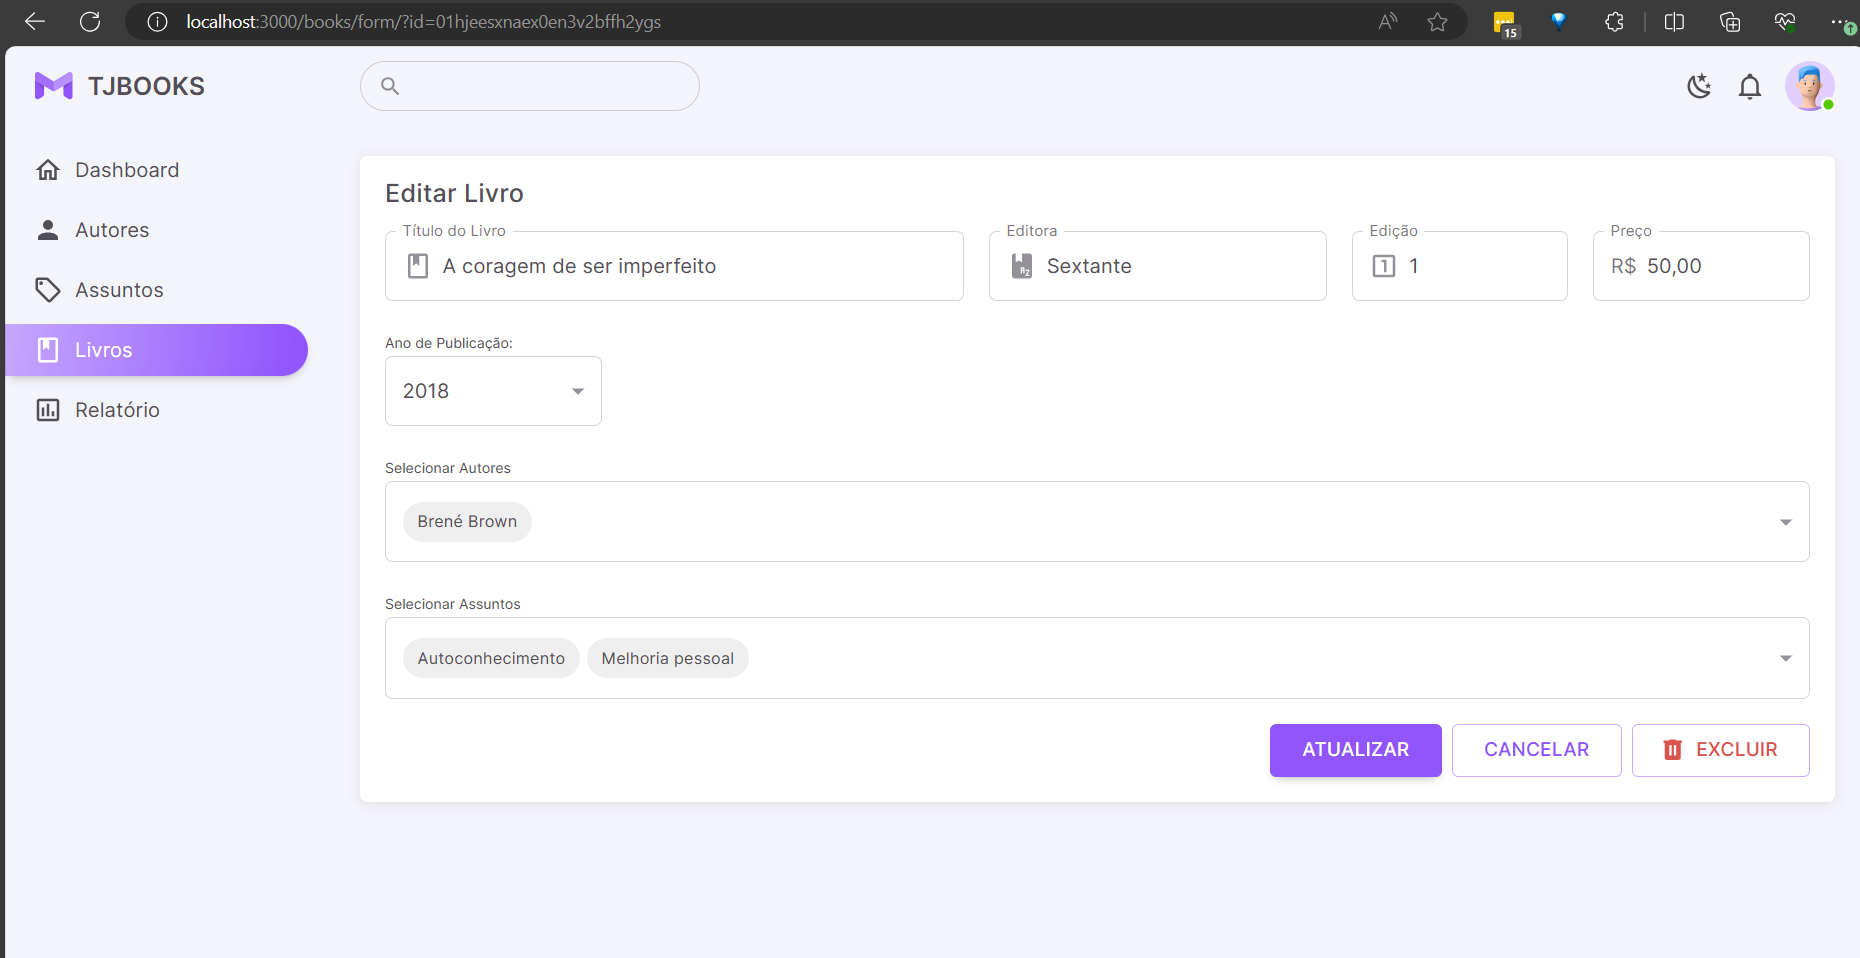 localhost:3000/books/form/?id=01hjeesxnaex0en3v2bffh2ygs
15
TJBOOKS
Dashboard
Autores
Assuntos
Livros
Relatório
Editar Livro
Título do Livro
A coragem de ser imperfeito
Editora
Sextante
Edição
1
Preço
R$ 50,00
Ano de Publicação:
2018
Selecionar Autores
Brené Brown
Selecionar Assuntos
Autoconhecimento
Melhoria pessoal
ATUALIZAR
CANCELAR
EXCLUIR